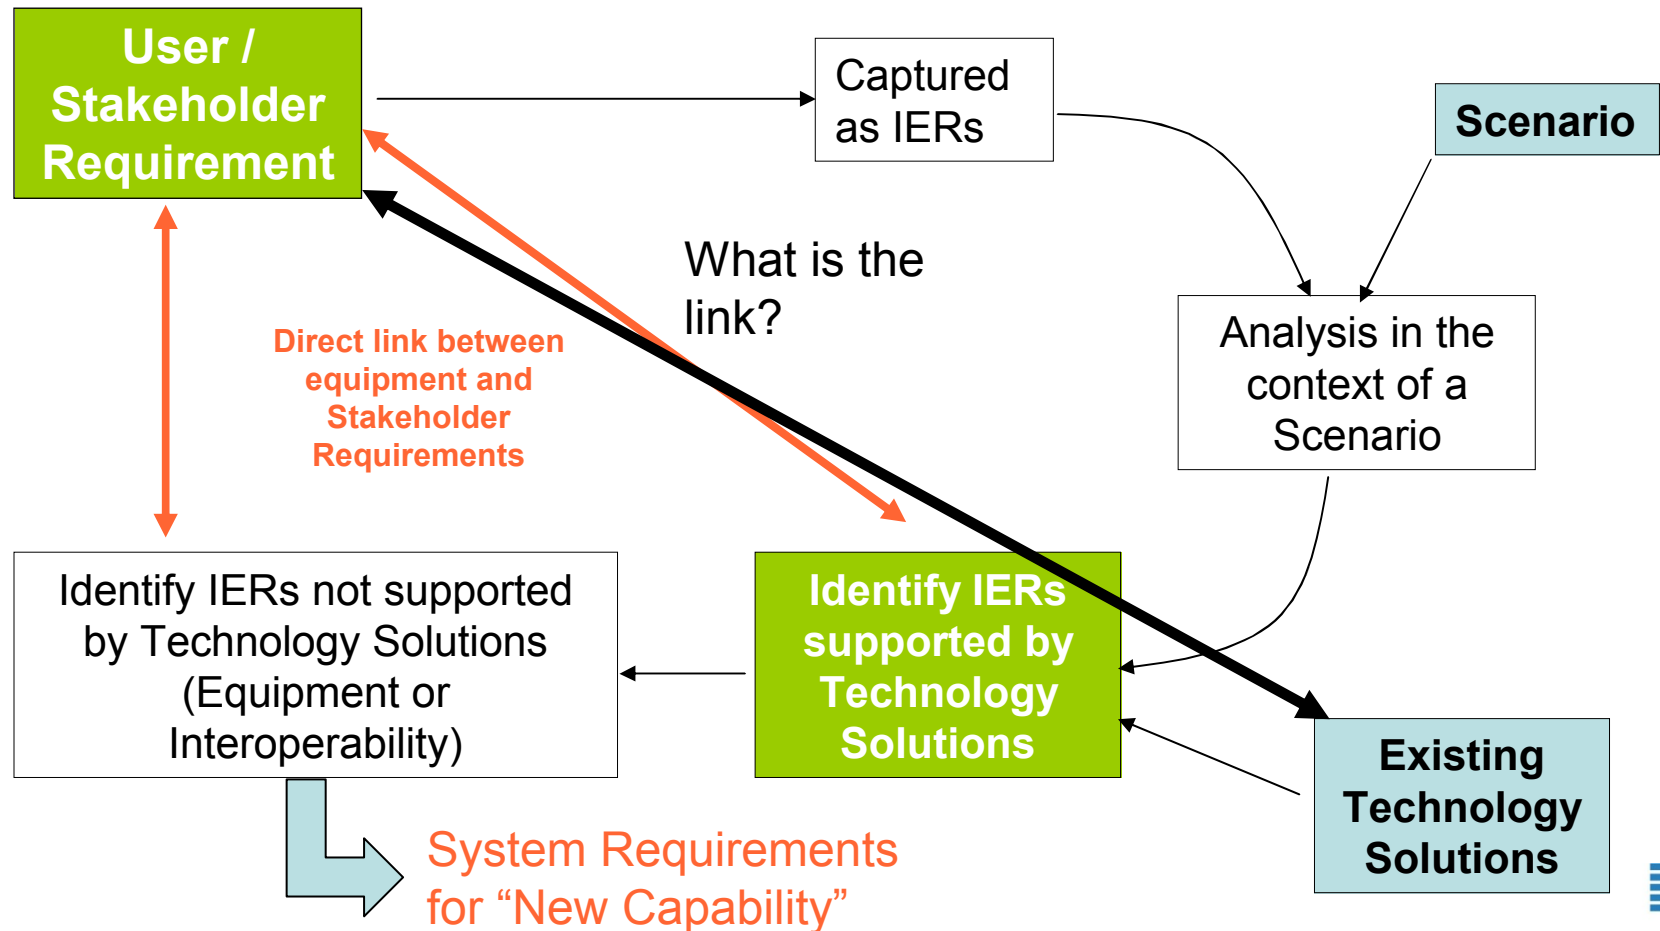 User /
Stakeholder
Requirement
Captured
as IERs
Scenario
What is the
link?
Direct link between
equipment and
Stakeholder
Requirements
Analysis in the
context of a
Scenario
Identify IERs not supported
by Technology Solutions
(Equipment or
Interoperability)
Identify IERs
supported by
Technology
Solutions
Existing
Technology
Solutions
System Requirements
for “New Capability”